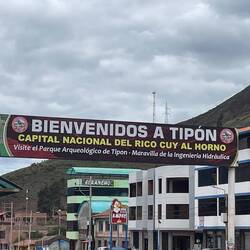 BIENVENIDOS A TIPÓN
CAPITAL NACIONAL DEL RICO CUY AL HORNO
Visite el Parque Arqueológico de Tipon - Maravilla de la Ingeniería Hidráulica